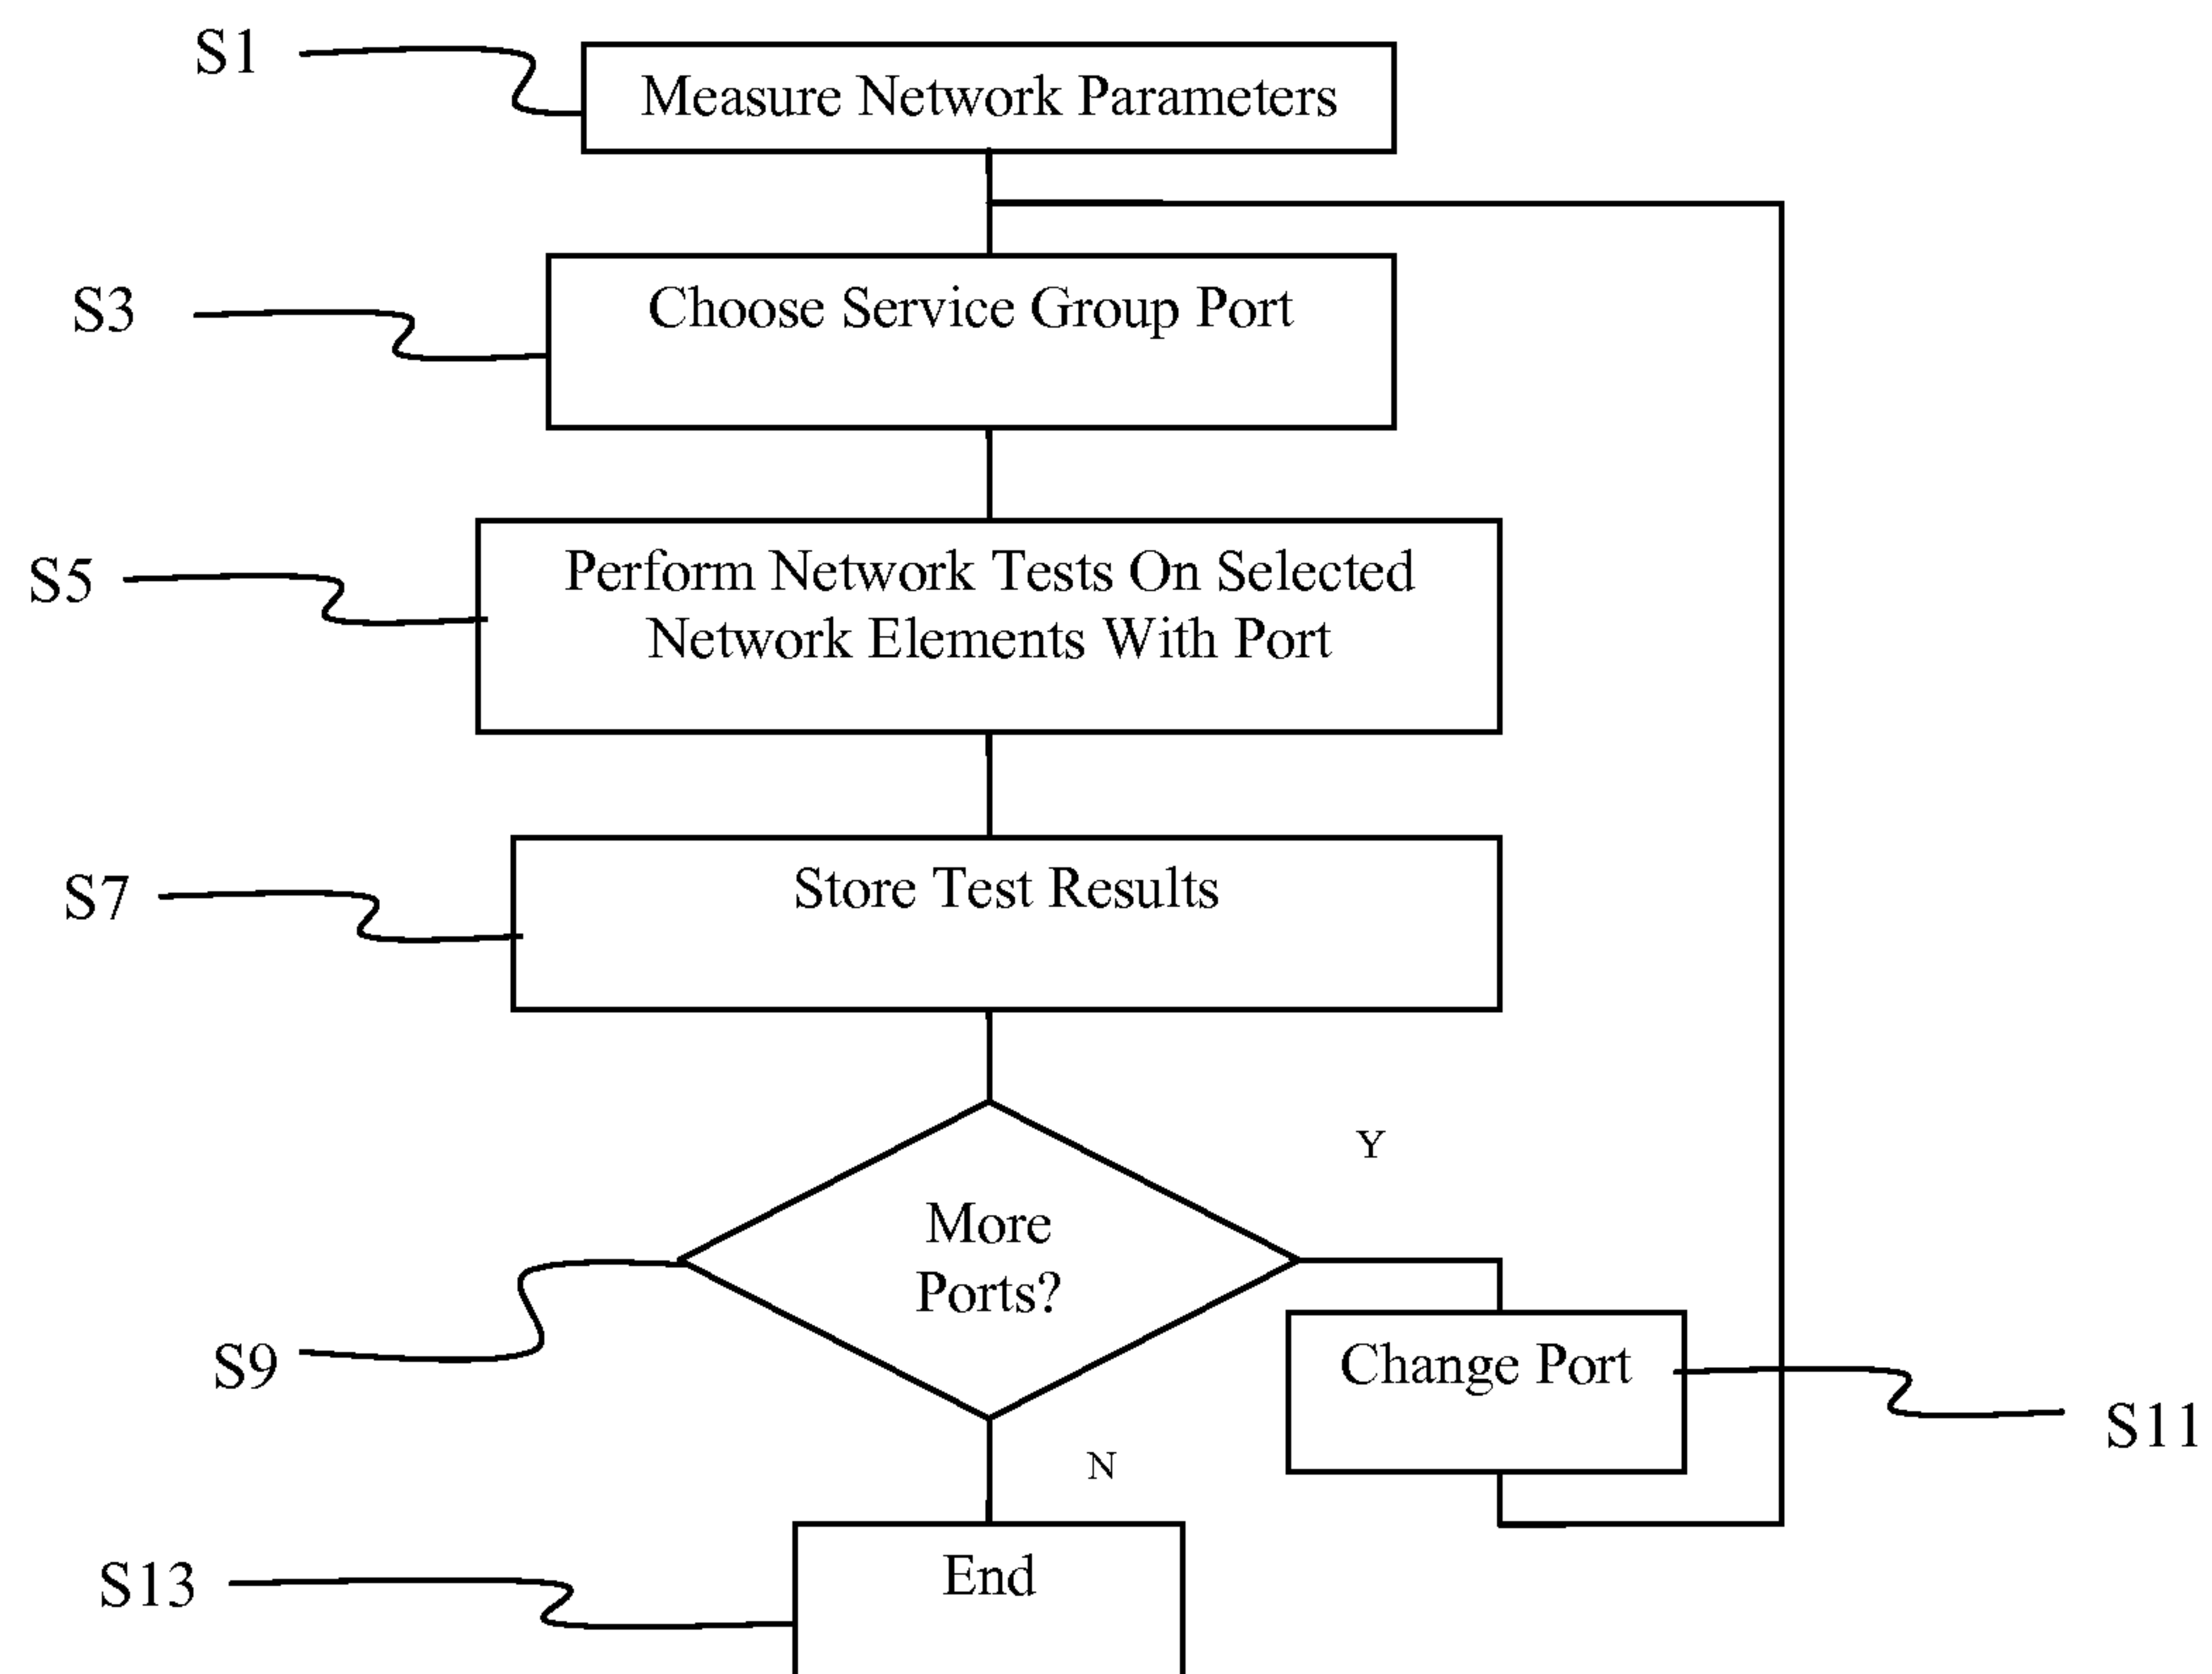 S1
Measure Network Parameters
S3
Choose Service Group Port
S5
Perform Network Tests On Selected
Network Elements With Port
S7
Store Test Results
Y
More
Ports?
S9
Change Port
S11
N
End
S13